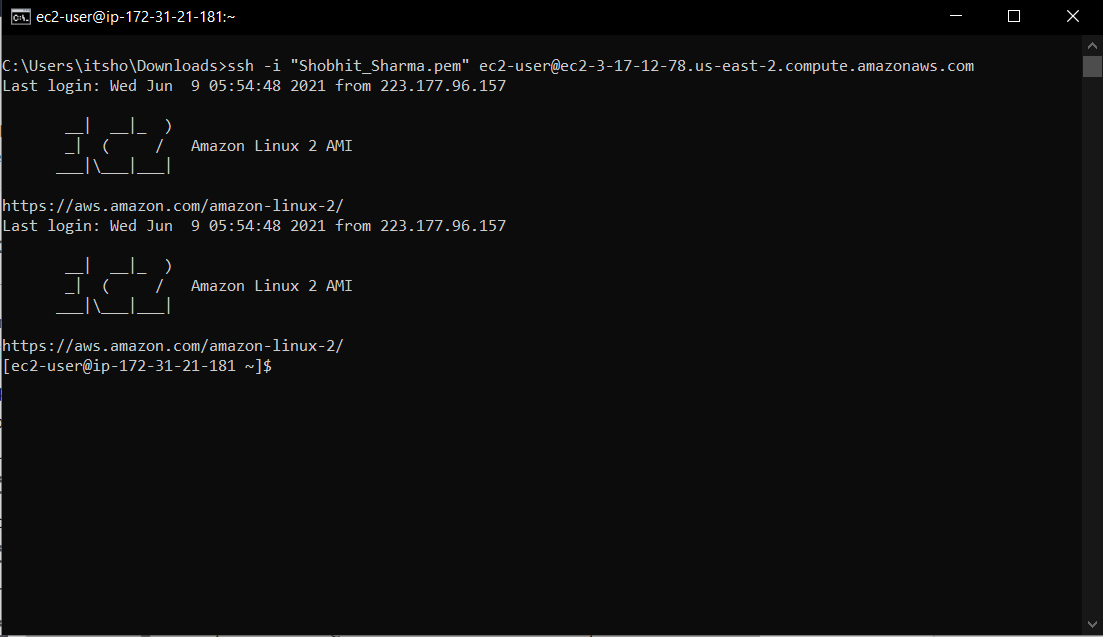 ec2-user@ip-172-31-21-181:~
C:\Users\itsho\Downloads>ssh -i "Shobhit_Sharma.pem" ec2-user@ec2-3-17-12-78.us-east-2.compute.amazonaws.com
Last login: Wed Jun  9 05:54:48 2021 from 223.177.96.157
       __|  __|_  )
       _|  (     /   Amazon Linux 2 AMI
      ___|\___|___|
https://aws.amazon.com/amazon-linux-2/
Last login: Wed Jun  9 05:54:48 2021 from 223.177.96.157
       __|  __|_  )
       _|  (     /   Amazon Linux 2 AMI
      ___|\___|___|
https://aws.amazon.com/amazon-linux-2/
[ec2-user@ip-172-31-21-181 ~]$